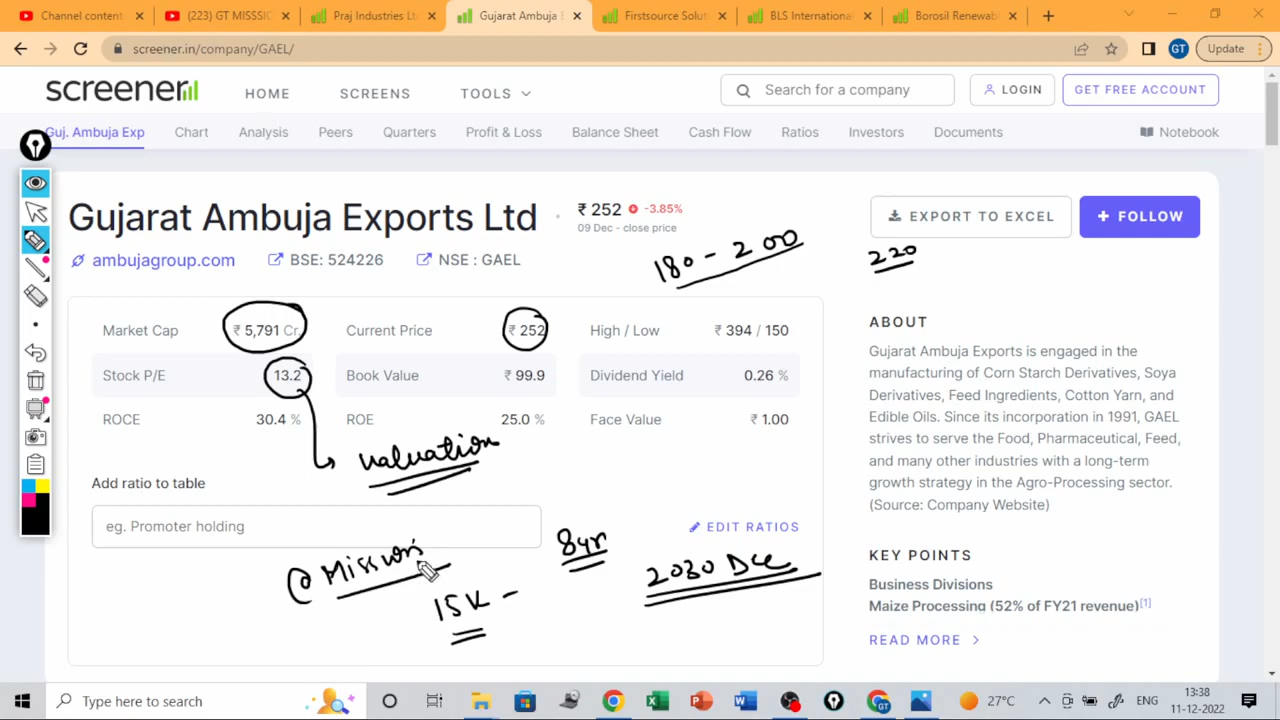 Channel content
(223) GT MISSSIC
Praj Industries Ltd
Gujarat Ambuja E
Firstsource Solut
BLS International
Borosil Renewab
screener.in/company/GAEL/
GT
Update
screener
HOME
SCREENS
TOOLS
Search for a company
LOGIN
GET FREE ACCOUNT
Guj. Ambuja Exp
Chart
Analysis
Peers
Quarters
Profit & Loss
Balance Sheet
Cash Flow
Ratios
Investors
Documents
Notebook
Gujarat Ambuja Exports Ltd
₹ 252 -3.85%
09 Dec - close price
EXPORT TO EXCEL
FOLLOW
ambujagroup.com
BSE: 524226
NSE : GAEL
180 - 200
220
Market Cap ₹ 5,791 Cr.
Current Price ₹ 252
High / Low ₹ 394 / 150
Stock P/E 13.2
Book Value ₹ 99.9
Dividend Yield 0.26 %
ROCE 30.4 %
ROE 25.0 %
Face Value ₹ 1.00
valuation
Add ratio to table
eg. Promoter holding
EDIT RATIOS
@ Mission
15K -
8yr
2030 Dec
ABOUT
Gujarat Ambuja Exports is engaged in the
manufacturing of Corn Starch Derivatives, Soya
Derivatives, Feed Ingredients, Cotton Yarn, and
Edible Oils. Since its incorporation in 1991, GAEL
strives to serve the Food, Pharmaceutical, Feed,
and many other industries with a long-term
growth strategy in the Agro-Processing sector.
(Source: Company Website)
KEY POINTS
Business Divisions
Maize Processing (52% of FY21 revenue)[1]
READ MORE
Type here to search
27°C
ENG
13:38
11-12-2022